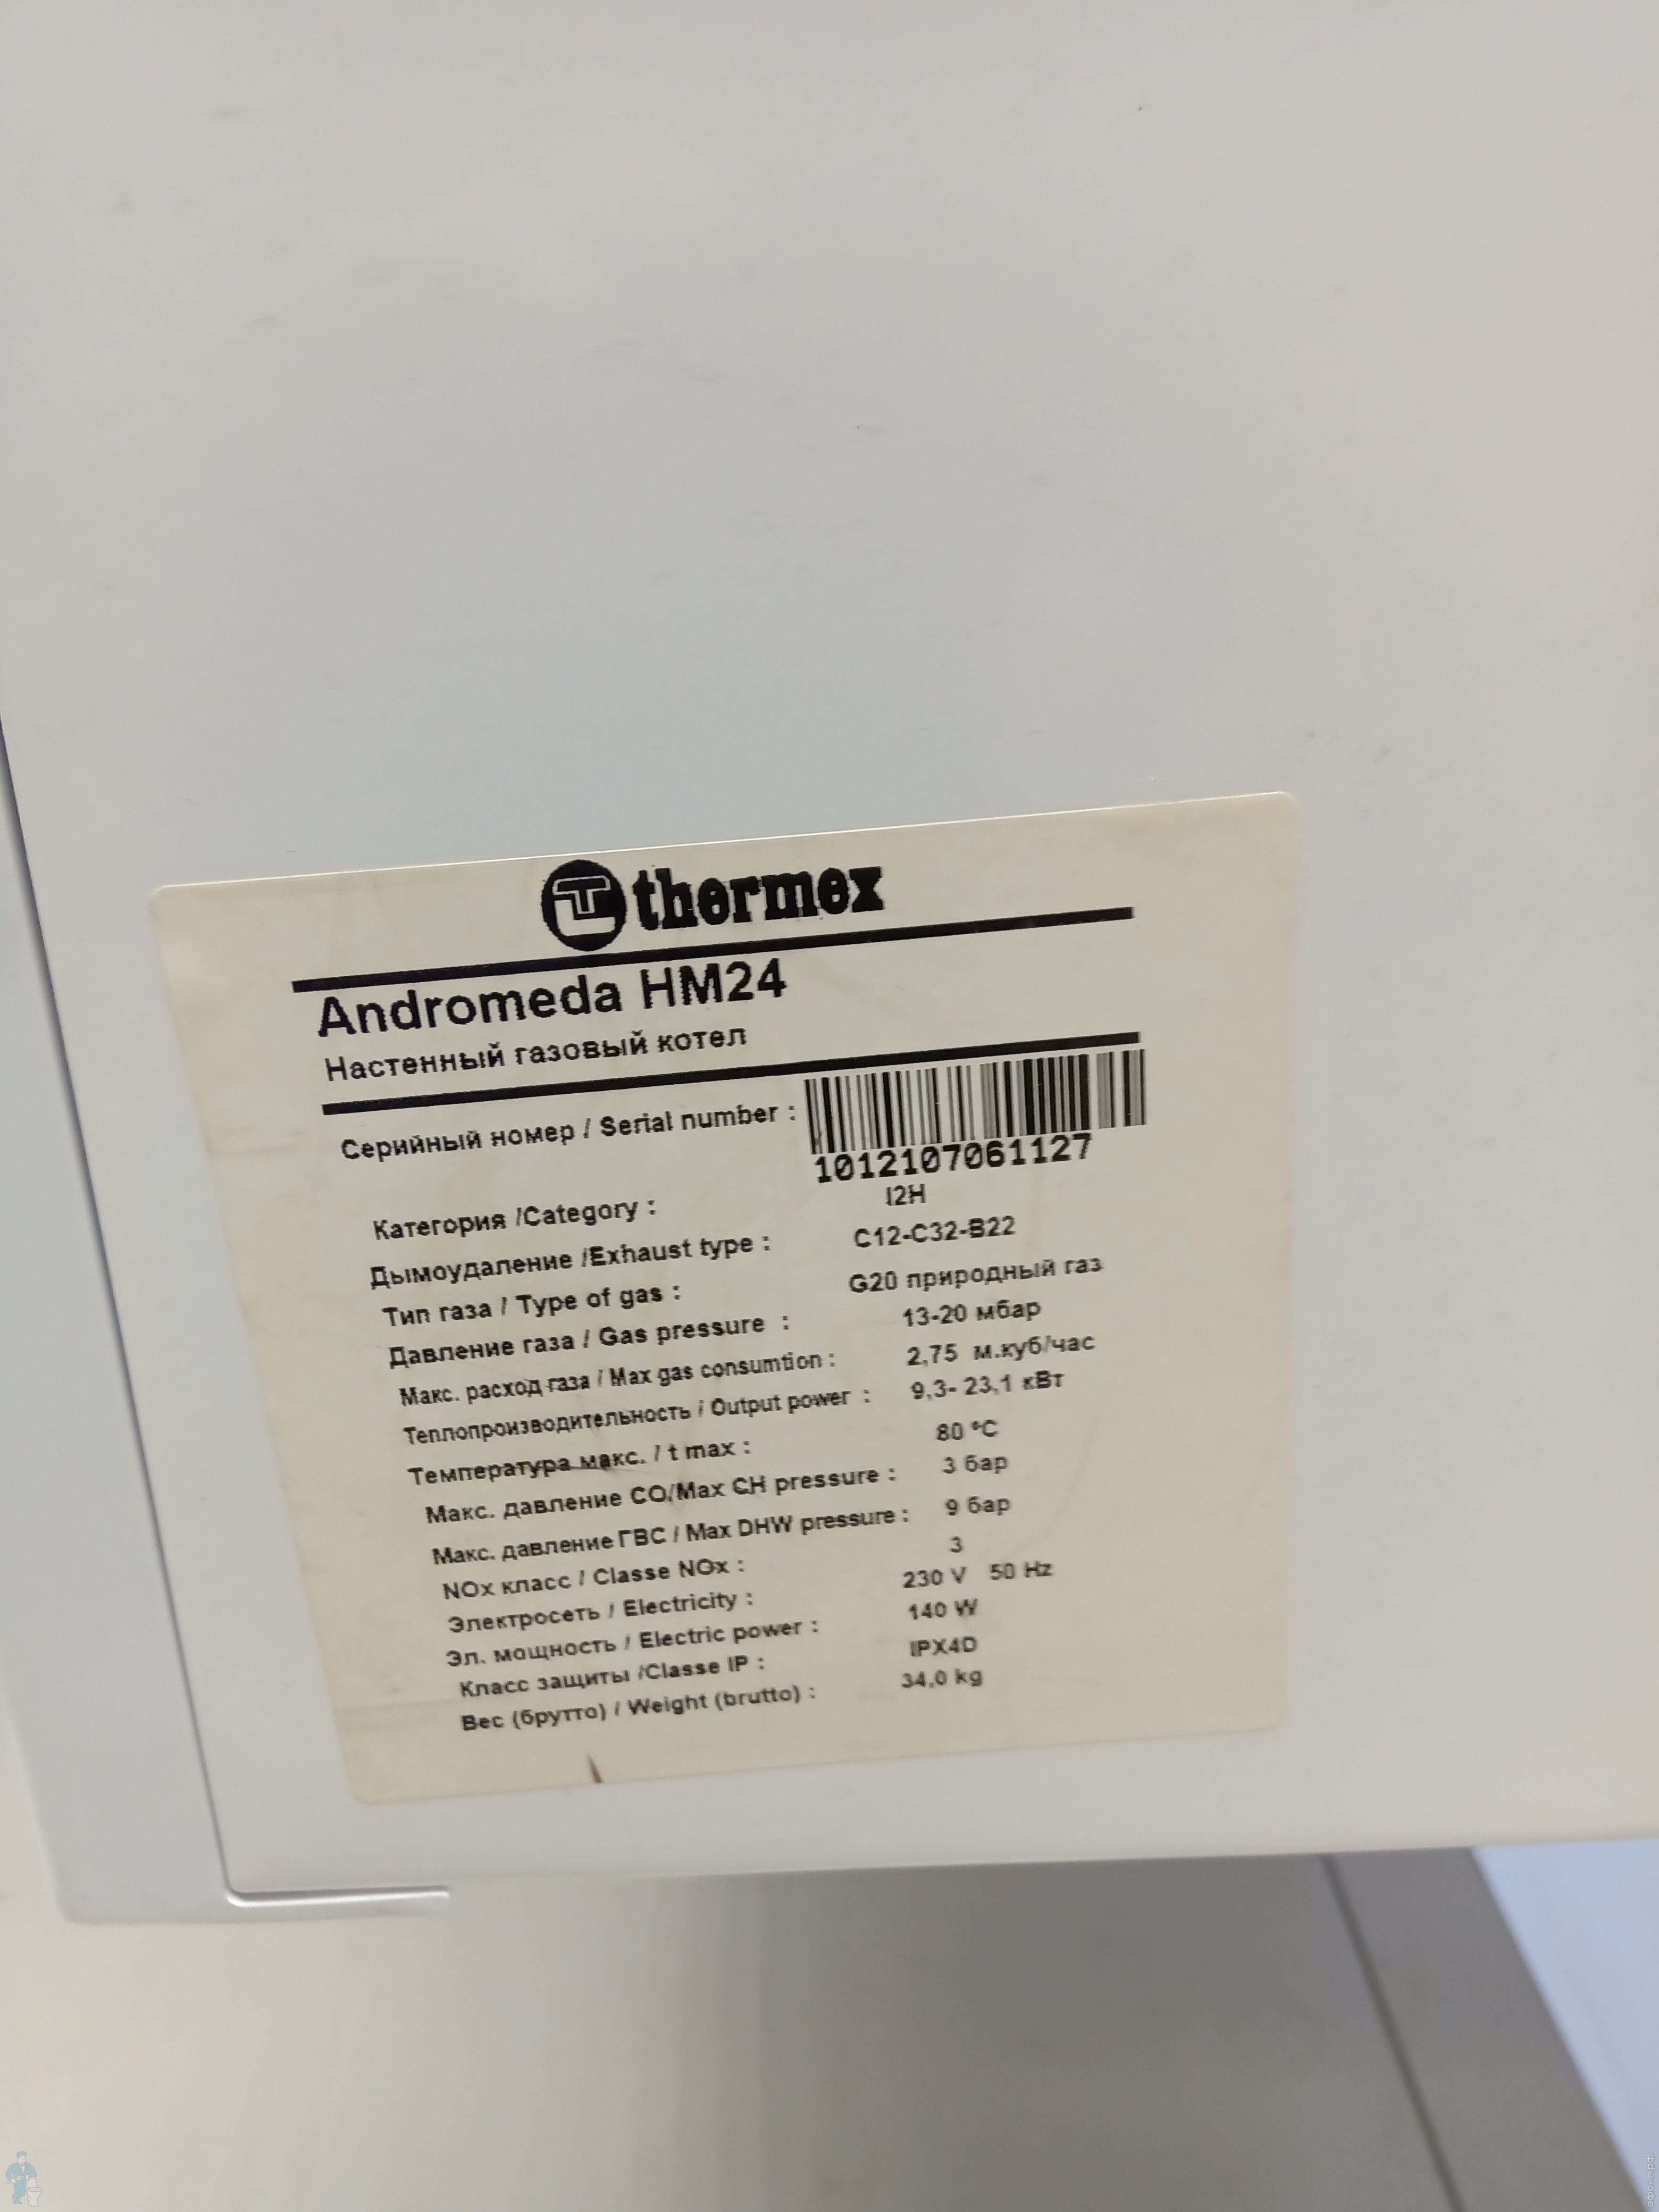 thermex
Andromeda HM24
Настенный газовый котел
Серийный номер / Serial number :
1012107061127
Категория /Category : I2H
Дымоудаление /Exhaust type : C12-C32-B22
Тип газа / Type of gas : G20 природный газ
Давление газа / Gas pressure : 13-20 мбар
Макс. расход газа / Max gas consumtion : 2,75 м.куб/час
Теплопроизводительность / Output power : 9,3- 23,1 кВт
Температура макс. / t max : 80 °C
Макс. давление СО/Max CH pressure : 3 бар
Макс. давление ГВС / Max DHW pressure : 9 бар
NOx класс / Classe NOx : 3
Электросеть / Electricity : 230 V 50 Hz
Эл. мощность / Electric power : 140 W
Класс защиты /Classe IP : IPX4D
Вес (брутто) / Weight (brutto) : 34,0 kg